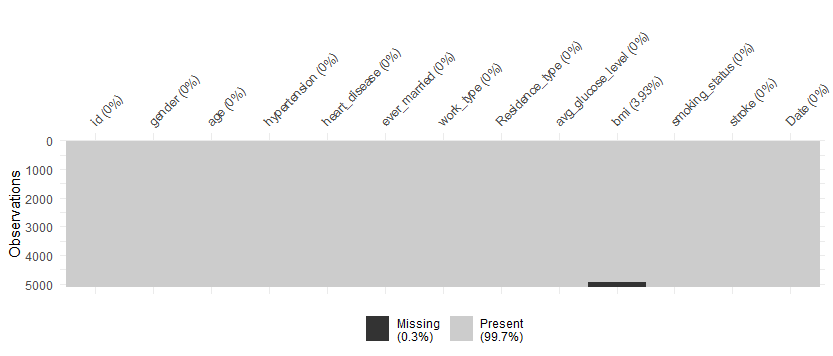 Id (0%)
gender (0%)
age (0%)
hypertension (0%)
heart_disease (0%)
ever_married (0%)
work_type (0%)
Residence_type (0%)
avg_glucose_level (0%)
bmi (3.93%)
smoking_status (0%)
stroke (0%)
Date (0%)
Observations
0
1000
2000
3000
4000
5000
Missing
(0.3%)
Present
(99.7%)